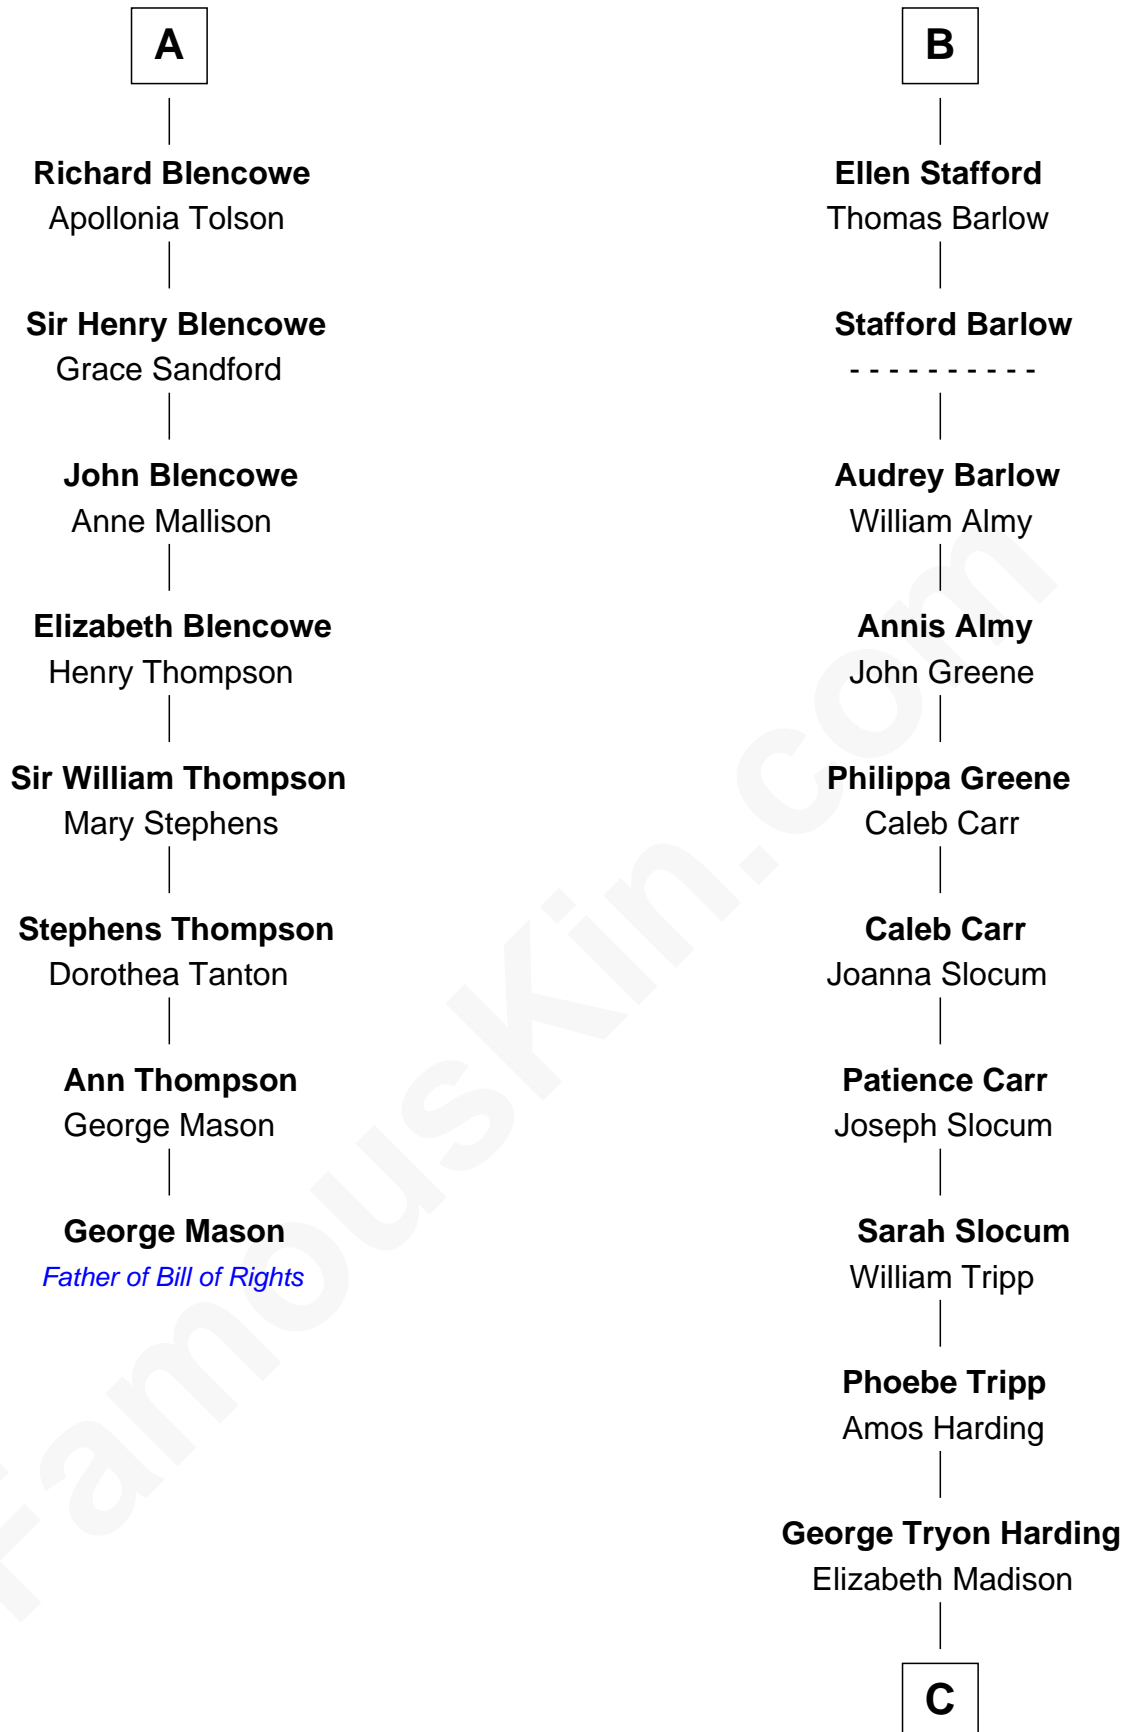 A
Richard Blencowe
Apollonia Tolson
Sir Henry Blencowe
Grace Sandford
John Blencowe
Anne Mallison
Elizabeth Blencowe
Henry Thompson
Sir William Thompson
Mary Stephens
Stephens Thompson
Dorothea Tanton
Ann Thompson
George Mason
George Mason
Father of Bill of Rights
B
Ellen Stafford
Thomas Barlow
Stafford Barlow
- - - - - - - - - -
Audrey Barlow
William Almy
Annis Almy
John Greene
Philippa Greene
Caleb Carr
Caleb Carr
Joanna Slocum
Patience Carr
Joseph Slocum
Sarah Slocum
William Tripp
Phoebe Tripp
Amos Harding
George Tryon Harding
Elizabeth Madison
C
FamousKin.com